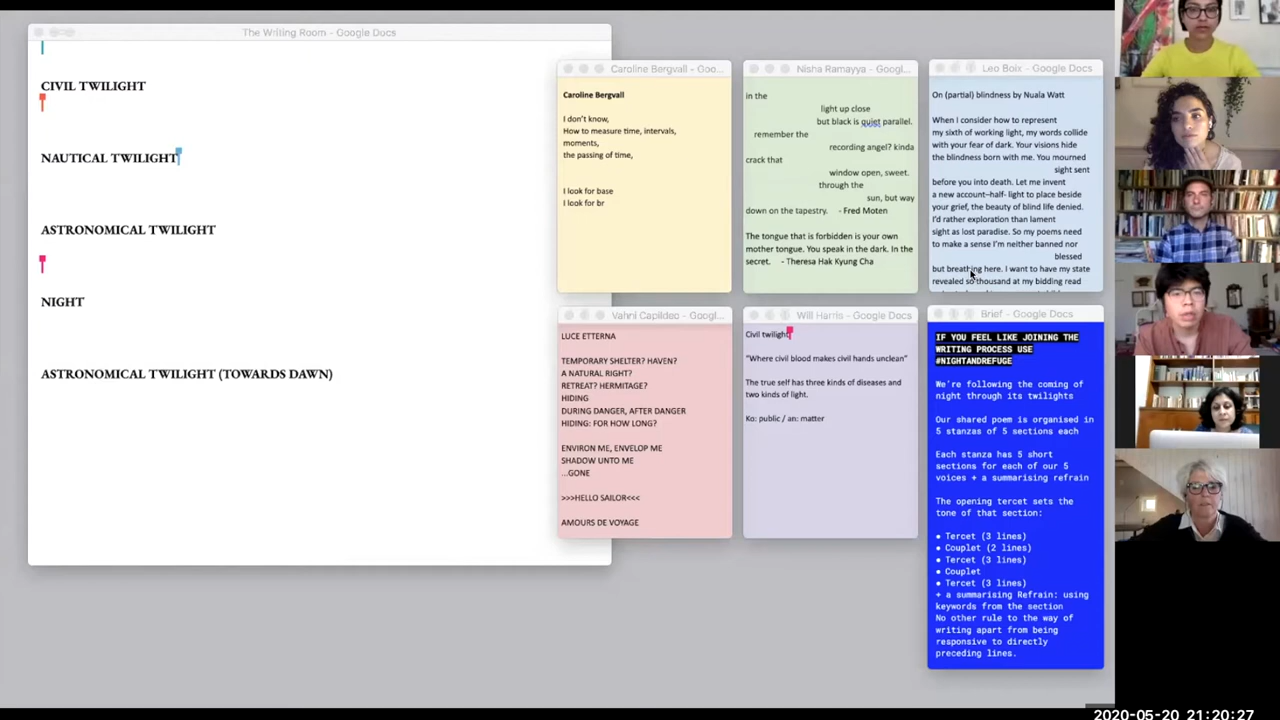 The Writing Room - Google Docs
CIVIL TWILIGHT
NAUTICAL TWILIGHT
ASTRONOMICAL TWILIGHT
NIGHT
ASTRONOMICAL TWILIGHT (TOWARDS DAWN)
Caroline Bergvall - Goo...
Caroline Bergvall
I don't know,
How to measure time, intervals,
moments,
the passing of time,
I look for base
I look for br
Nisha Ramayya - Googl...
in the
light up close
but black is quiet parallel.
remember the
recording angel? kinda
crack that
window open, sweet.
through the
sun, but way
down on the tapestry. - Fred Moten
The tongue that is forbidden is your own
mother tongue. You speak in the dark. In the
secret. - Theresa Hak Kyung Cha
Leo Boix - Google Docs
On (partial) blindness by Nuala Watt
When I consider how to represent
my sixth of working light, my words collide
with your fear of dark. Your visions hide
the blindness born with me. You mourned
sight sent
before you into death. Let me invent
a new account–half- light to place beside
your grief, the beauty of blind life denied.
I'd rather exploration than lament
sight as lost paradise. So my poems need
to make a sense I'm neither banned nor
blessed
but breathing here. I want to have my state
revealed so thousand at my bidding read
Vahni Capildeo - Googl...
LUCE ETTERNA
TEMPORARY SHELTER? HAVEN?
A NATURAL RIGHT?
RETREAT? HERMITAGE?
HIDING
DURING DANGER, AFTER DANGER
HIDING: FOR HOW LONG?
ENVIRON ME, ENVELOP ME
SHADOW UNTO ME
...GONE
>>>HELLO SAILOR<<<
AMOURS DE VOYAGE
Will Harris - Google Docs
Civil twilight
"Where civil blood makes civil hands unclean"
The true self has three kinds of diseases and
two kinds of light.
Ko: public / an: matter
Brief - Google Docs
IF YOU FEEL LIKE JOINING THE
WRITING PROCESS USE
#NIGHTANDREFUGE
We're following the coming of
night through its twilights
Our shared poem is organised in
5 stanzas of 5 sections each
Each stanza has 5 short
sections for each of our 5
voices + a summarising refrain
The opening tercet sets the
tone of that section:
● Tercet (3 lines)
● Couplet (2 lines)
● Tercet (3 lines)
● Couplet
● Tercet (3 lines)
+ a summarising Refrain: using
keywords from the section
No other rule to the way of
writing apart from being
responsive to directly
preceding lines.
2020-05-20 21:20:27